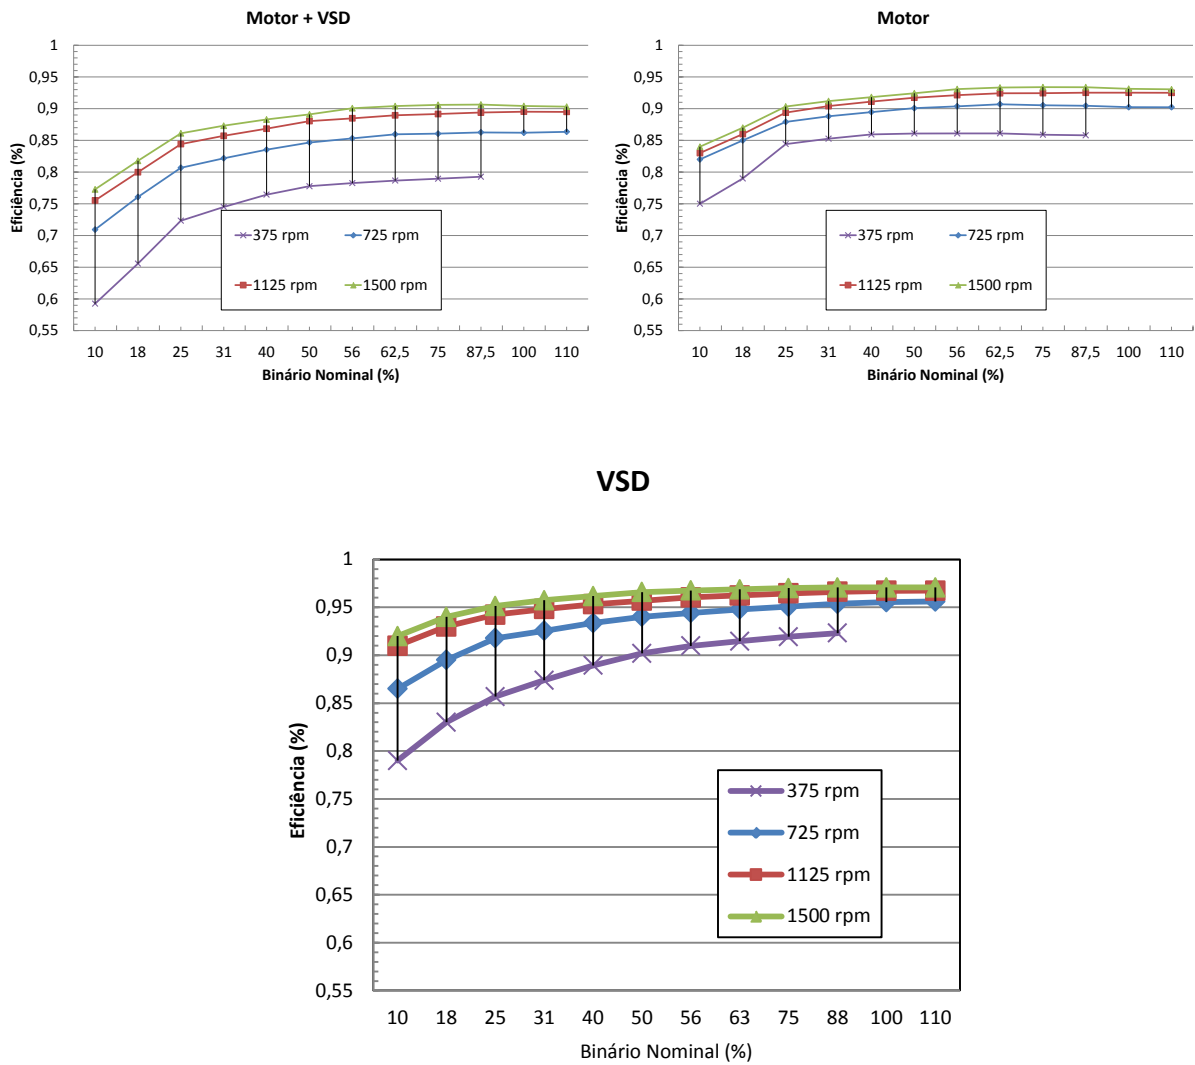 Motor + VSD
1
0,95
0,9
0,85
0,8
0,75
0,7
0,65
0,6
0,55
Eficiência (%)
375 rpm
725 rpm
1125 rpm
1500 rpm
10 18 25 31 40 50 56 62,5 75 87,5 100 110
Binário Nominal (%)
Motor
1
0,95
0,9
0,85
0,8
0,75
0,7
0,65
0,6
0,55
Eficiência (%)
375 rpm
725 rpm
1125 rpm
1500 rpm
10 18 25 31 40 50 56 62,5 75 87,5 100 110
Binário Nominal (%)
VSD
1
0,95
0,9
0,85
0,8
0,75
0,7
0,65
0,6
0,55
Eficiência (%)
375 rpm
725 rpm
1125 rpm
1500 rpm
10 18 25 31 40 50 56 63 75 88 100 110
Binário Nominal (%)